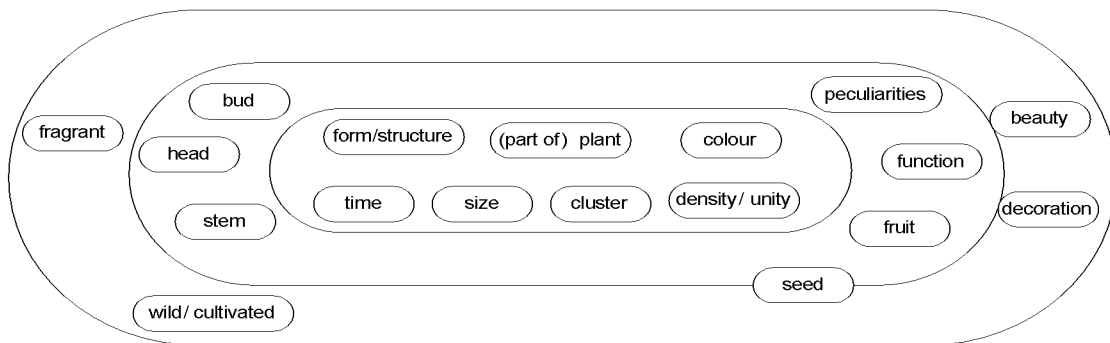 bud
peculiarities
fragrant
form/structure
(part of) plant
colour
beauty
head
function
time
size
cluster
density/ unity
stem
fruit
decoration
seed
wild/ cultivated